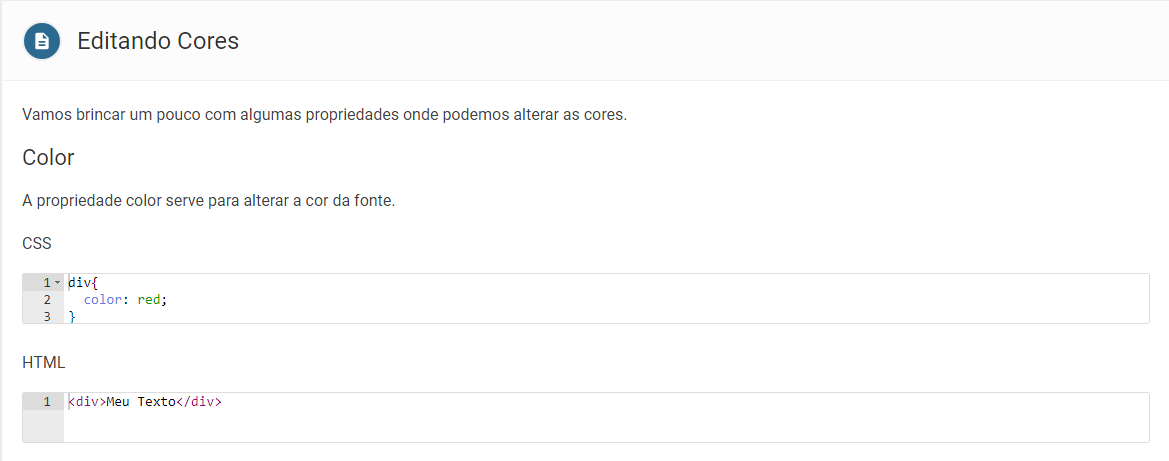 Editando Cores
Vamos brincar um pouco com algumas propriedades onde podemos alterar as cores.
Color
A propriedade color serve para alterar a cor da fonte.
CSS
1 div{
2 color: red;
3 }
HTML
1 <div>Meu Texto</div>